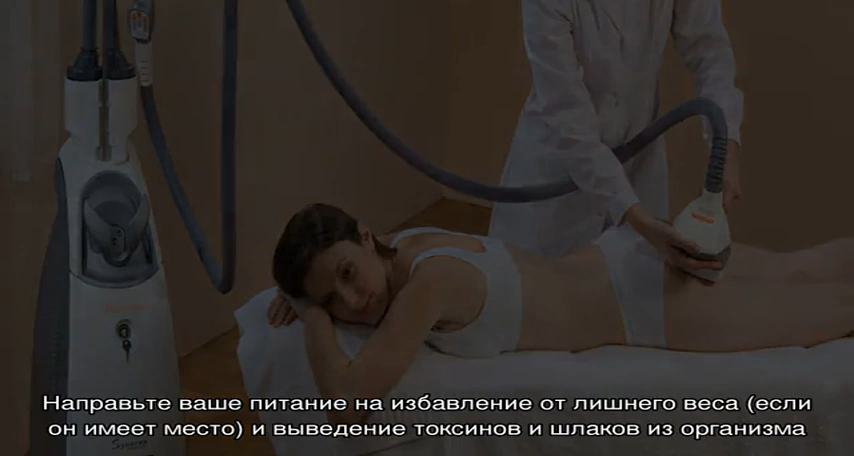 Направьте ваше питание на избавление от лишнего веса (если
он имеет место) и выведение токсинов и шлаков из организма